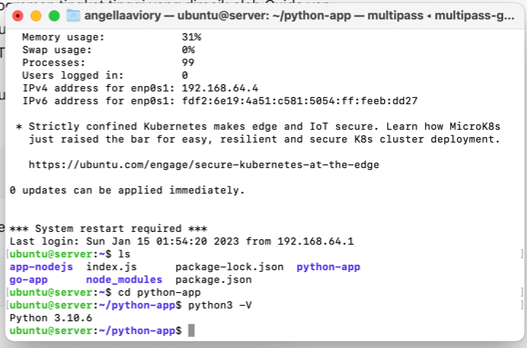 angellaaviory — ubuntu@server: ~/python-app — multipass ◂ multipass-g...
Memory usage: 31%
Swap usage: 0%
Processes: 99
Users logged in: 0
IPv4 address for enp0s1: 192.168.64.4
IPv6 address for enp0s1: fdf2:6e19:4a51:c581:5054:ff:feeb:dd27
* Strictly confined Kubernetes makes edge and IoT secure. Learn how MicroK8s
just raised the bar for easy, resilient and secure K8s cluster deployment.
https://ubuntu.com/engage/secure-kubernetes-at-the-edge
0 updates can be applied immediately.
*** System restart required ***
Last login: Sun Jan 15 01:54:20 2023 from 192.168.64.1
[ubuntu@server:~$ ls ]
app-nodejs index.js package-lock.json python-app
go-app node_modules package.json
[ubuntu@server:~$ cd python-app ]
[ubuntu@server:~/python-app$ python3 -V ]
Python 3.10.6
ubuntu@server:~/python-app$